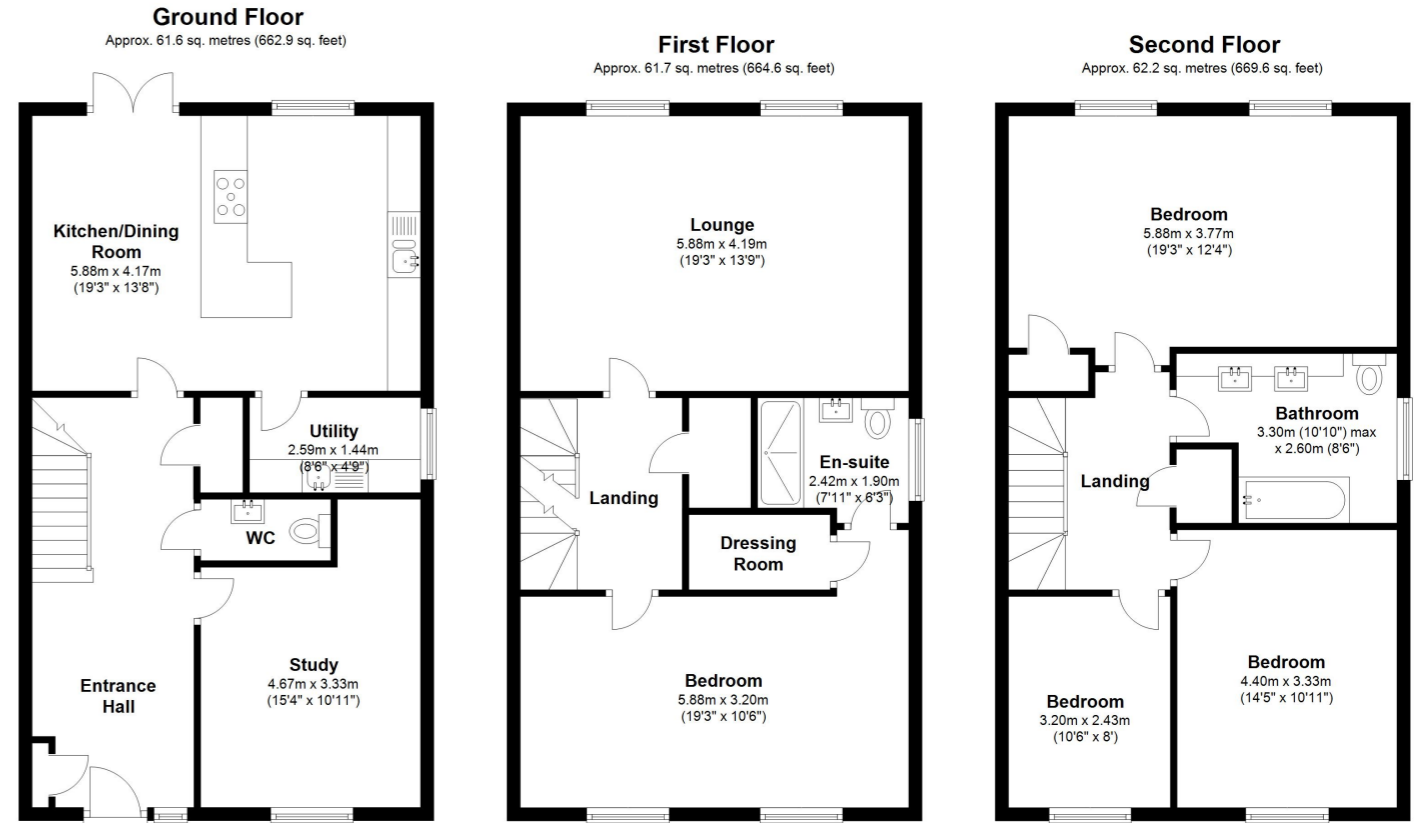 Ground Floor
Approx. 61.6 sq. metres (662.9 sq. feet)
Kitchen/Dining
Room
5.88m x 4.17m
(19'3" x 13'8")
Utility
2.59m x 1.44m
(8'6" x 4'9")
WC
Study
4.67m x 3.33m
(15'4" x 10'11")
Entrance
Hall
First Floor
Approx. 61.7 sq. metres (664.6 sq. feet)
Lounge
5.88m x 4.19m
(19'3" x 13'9")
En-suite
2.42m x 1.90m
(7'11" x 6'3")
Landing
Dressing
Room
Bedroom
5.88m x 3.20m
(19'3" x 10'6")
Second Floor
Approx. 62.2 sq. metres (669.6 sq. feet)
Bedroom
5.88m x 3.77m
(19'3" x 12'4")
Bathroom
3.30m (10'10") max
x 2.60m (8'6")
Landing
Bedroom
4.40m x 3.33m
(14'5" x 10'11")
Bedroom
3.20m x 2.43m
(10'6" x 8')